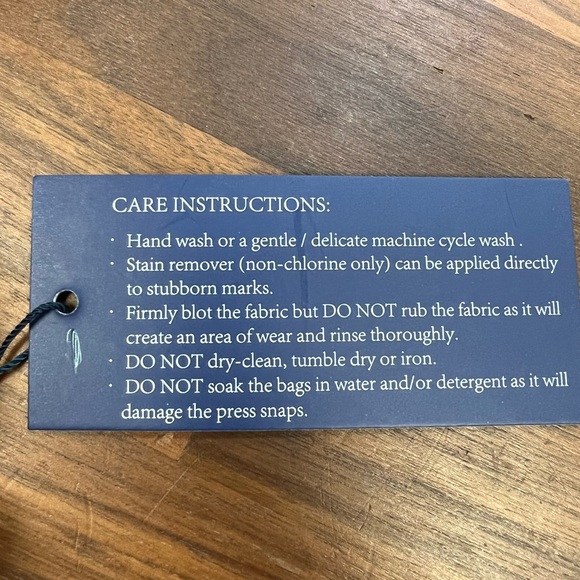 CARE INSTRUCTIONS:
· Hand wash or a gentle / delicate machine cycle wash .
· Stain remover (non-chlorine only) can be applied directly
to stubborn marks.
· Firmly blot the fabric but DO NOT rub the fabric as it will
create an area of wear and rinse thoroughly.
· DO NOT dry-clean, tumble dry or iron.
· DO NOT soak the bags in water and/or detergent as it will
damage the press snaps.